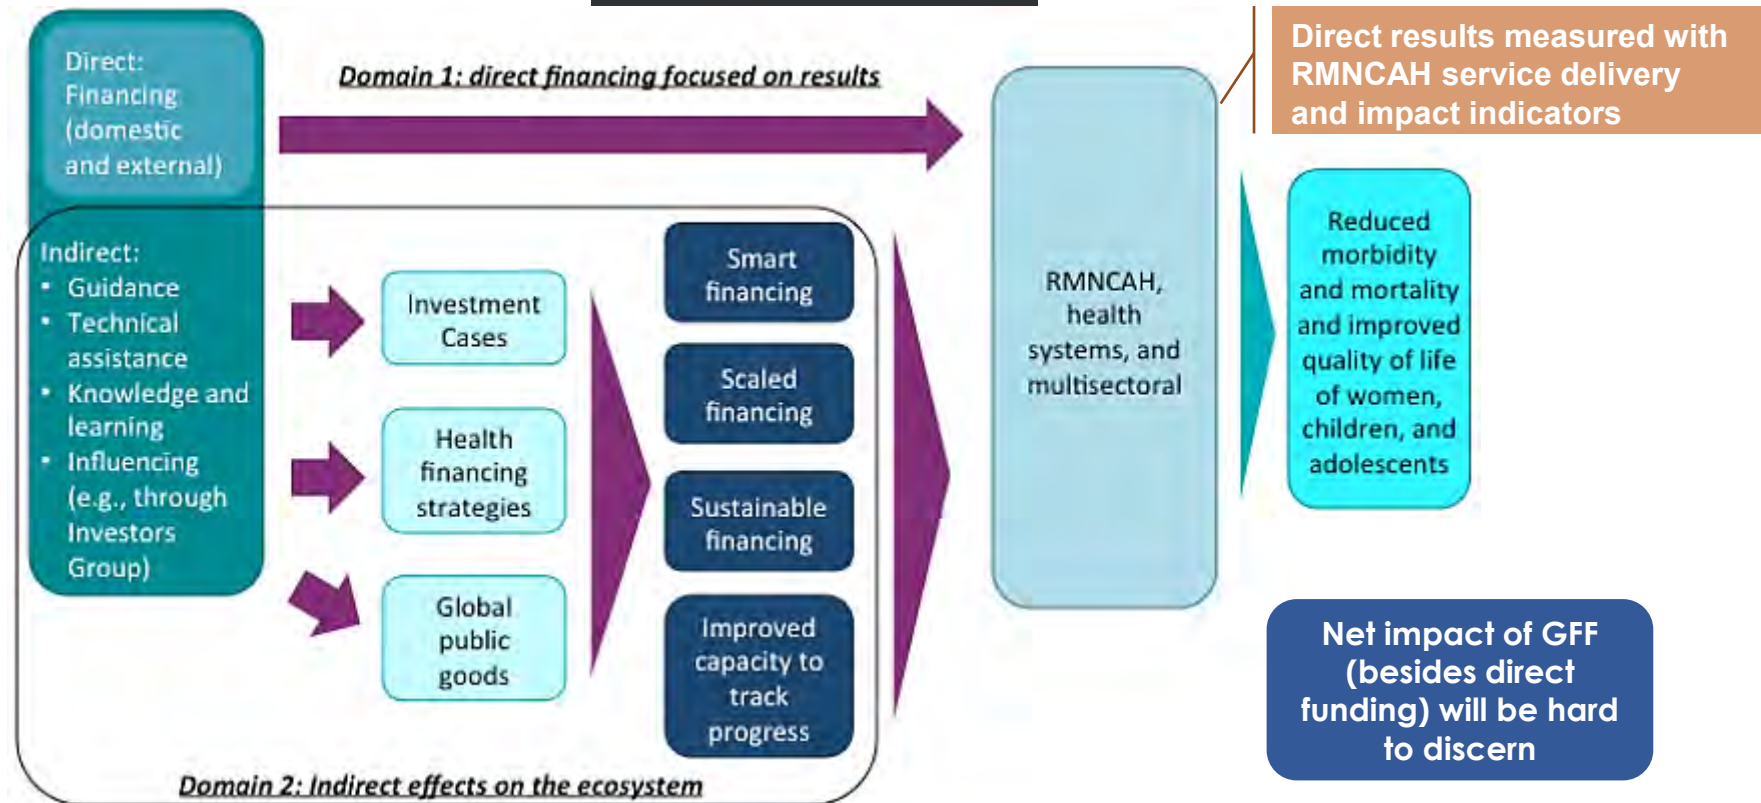 Direct:
Financing
(domestic
and external)
Domain 1: direct financing focused on results
Direct results measured with
RMNCAH service delivery
and impact indicators
Indirect:
• Guidance
• Technical
assistance
• Knowledge and
learning
• Influencing
(e.g., through
Investors
Group)
Investment
Cases
Health
financing
strategies
Global
public
goods
Smart
financing
Scaled
financing
Sustainable
financing
Improved
capacity to
track
progress
RMNCAH,
health
systems, and
multisectoral
Reduced
morbidity
and mortality
and improved
quality of life
of women,
children, and
adolescents
Net impact of GFF
(besides direct
funding) will be hard
to discern
Domain 2: Indirect effects on the ecosystem